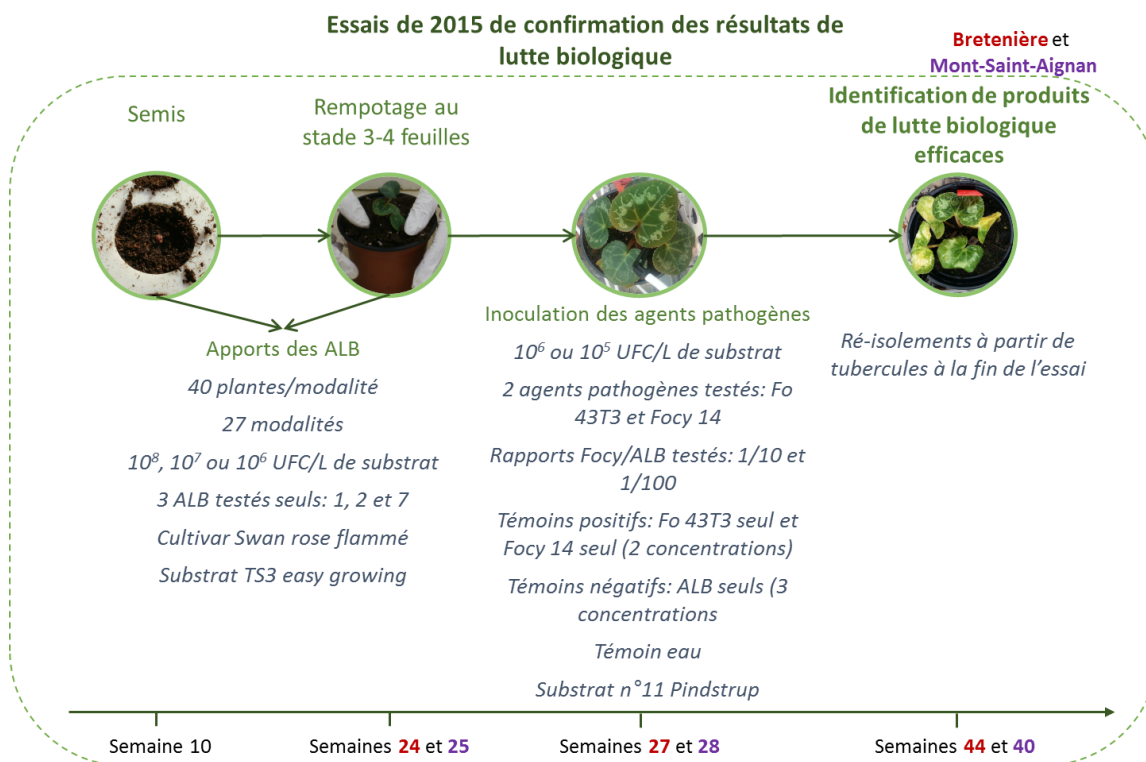 Essais de 2015 de confirmation des résultats de
lutte biologique
Bretenière et
Mont-Saint-Aignan
Semis
Rempotage au
stade 3-4 feuilles
Identification de produits
de lutte biologique
efficaces
Apports des ALB
40 plantes/modalité
27 modalités
10⁸, 10⁷ ou 10⁶ UFC/L de substrat
3 ALB testés seuls: 1, 2 et 7
Cultivar Swan rose flammé
Substrat TS3 easy growing
Inoculation des agents pathogènes
10⁶ ou 10⁵ UFC/L de substrat
2 agents pathogènes testés: Fo
43T3 et Focy 14
Rapports Focy/ALB testés: 1/10 et
1/100
Témoins positifs: Fo 43T3 seul et
Focy 14 seul (2 concentrations)
Témoins négatifs: ALB seuls (3
concentrations
Témoin eau
Substrat n°11 Pindstrup
Ré-isolements à partir de
tubercules à la fin de l'essai
Semaine 10
Semaines 24 et 25
Semaines 27 et 28
Semaines 44 et 40